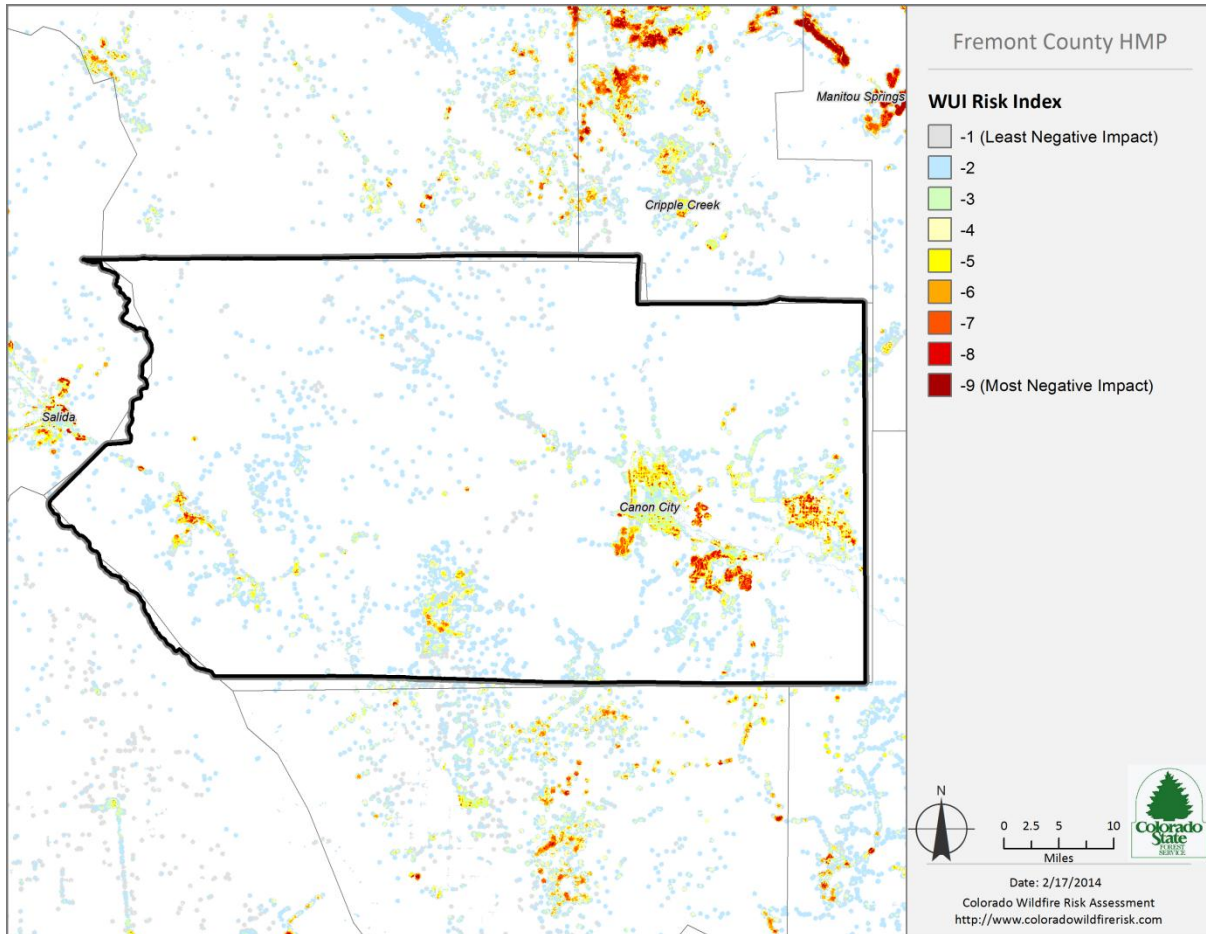 Fremont County HMP
WUI Risk Index
-1 (Least Negative Impact)
-2
-3
-4
-5
-6
-7
-8
-9 (Most Negative Impact)
Manitou Springs
Cripple Creek
Salida
Canon City
N
0 2.5 5 10
Miles
Colorado
State
FOREST
SERVICE
Date: 2/17/2014
Colorado Wildfire Risk Assessment
http://www.coloradowildfirerisk.com